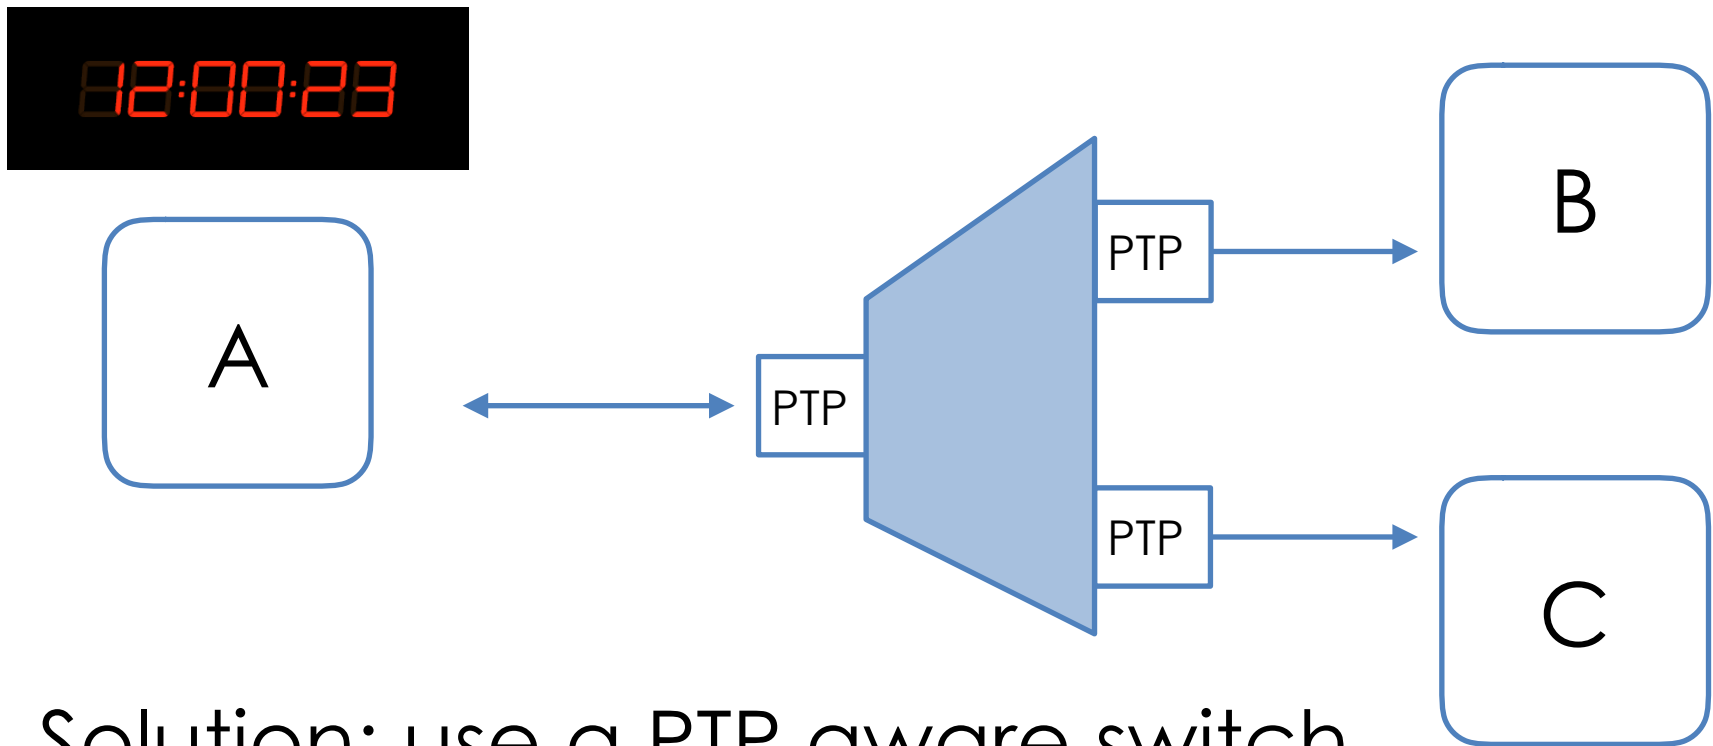 12:00:23
B
PTP
A
PTP
PTP
C
Solution: use a PTP aware switch